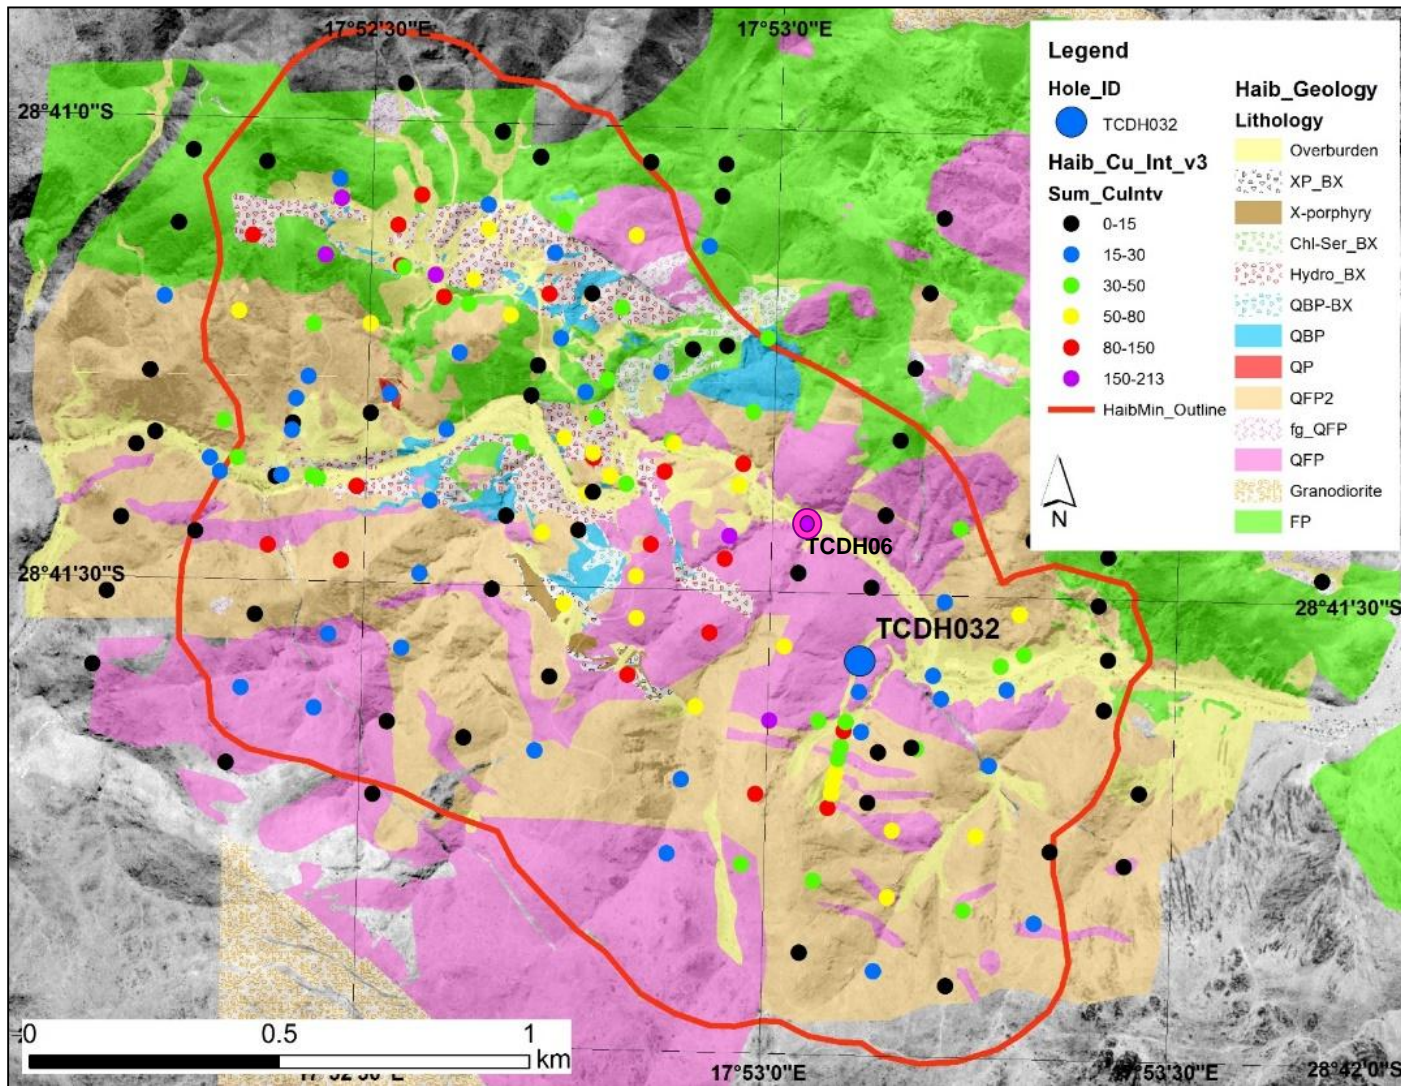 17°52'30"E
17°53'0"E
28°41'0"S
Legend
Hole_ID
TCDH032
Haib_Cu_Int_v3
Sum_CuIntv
0-15
15-30
30-50
50-80
80-150
150-213
HaibMin_Outline
N
Haib_Geology
Lithology
Overburden
XP_BX
X-porphyry
Chl-Ser_BX
Hydro_BX
QBP-BX
QBP
QP
QFP2
fg_QFP
QFP
Granodiorite
FP
TCDH06
28°41'30"S
28°41'30"S
TCDH032
0 0.5 1
km
17°52'30"E
17°53'0"E
17°53'30"E
28°42'0"S